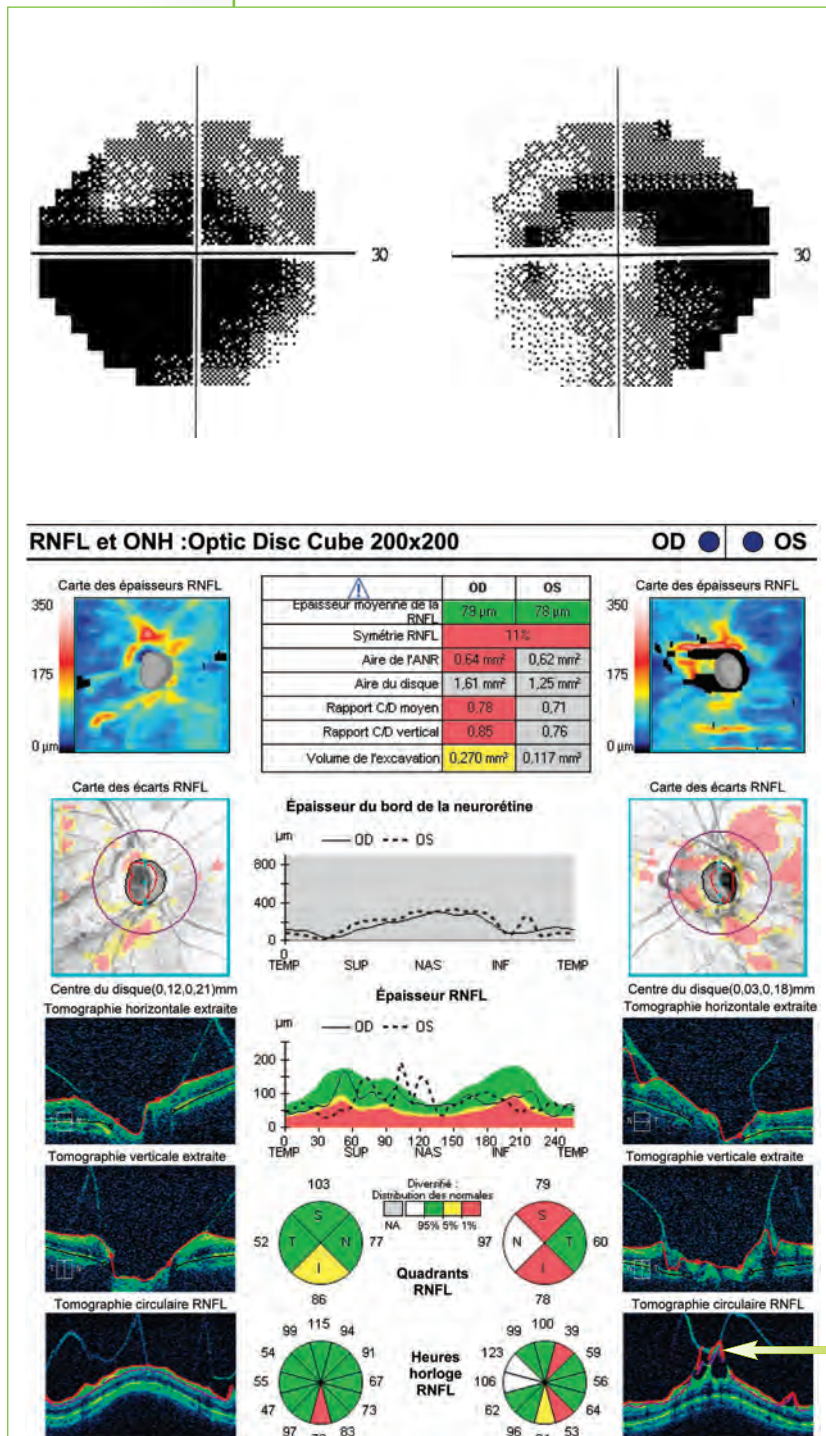 30 30
RNFL et ONH :Optic Disc Cube 200x200 OD OS
Carte des épaisseurs RNFL
350
175
0 µm
OD OS
Epaisseur moyenne de la RNFL 79 µm 78 µm
Symétrie RNFL 11%
Aire de l'ANR 0,64 mm² 0,62 mm²
Aire du disque 1,61 mm² 1,25 mm²
Rapport C/D moyen 0,78 0,71
Rapport C/D vertical 0,85 0,76
Volume de l'excavation 0,270 mm³ 0,117 mm³
Carte des épaisseurs RNFL
350
175
0 µm
Carte des écarts RNFL
Carte des écarts RNFL
Épaisseur du bord de la neurorétine
µm OD OS
800
400
0
0
TEMP SUP NAS INF TEMP
Centre du disque(0,12,0,21)mm
Centre du disque(0,03,0,18)mm
Tomographie horizontale extraite
Tomographie horizontale extraite
Épaisseur RNFL
µm OD OS
200
100
0
0 30 60 90 120 150 180 210 240
TEMP SUP NAS INF TEMP
Tomographie verticale extraite
Tomographie verticale extraite
103
52 S T N I 77
86
Diversifié :
Distribution des normales
NA 95% 5% 1%
Quadrants
RNFL
79
97 S N T I 60
78
Tomographie circulaire RNFL
Tomographie circulaire RNFL
115 94 91 67 73 83 97 47 55 54 99
Heures
horloge
RNFL
100 39 59 56 64 53 96 62 106 123 99